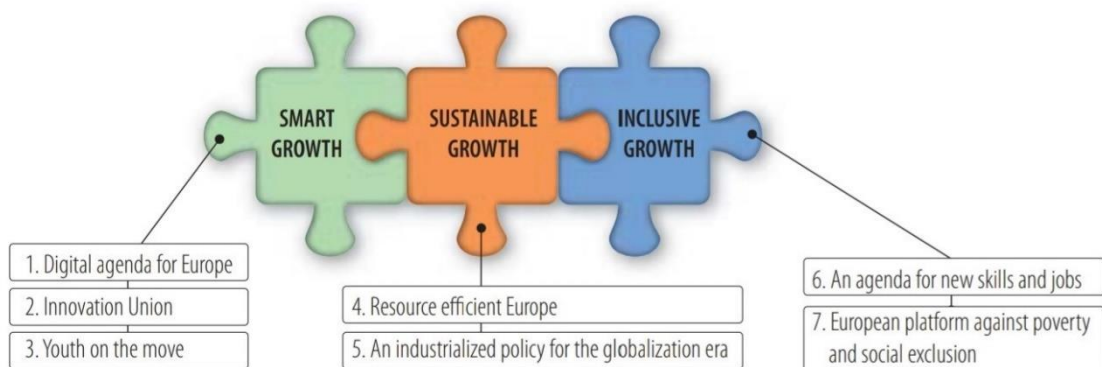 SMART
GROWTH
SUSTAINABLE
GROWTH
INCLUSIVE
GROWTH
1. Digital agenda for Europe
2. Innovation Union
3. Youth on the move
4. Resource efficient Europe
5. An industrialized policy for the globalization era
6. An agenda for new skills and jobs
7. European platform against poverty
and social exclusion